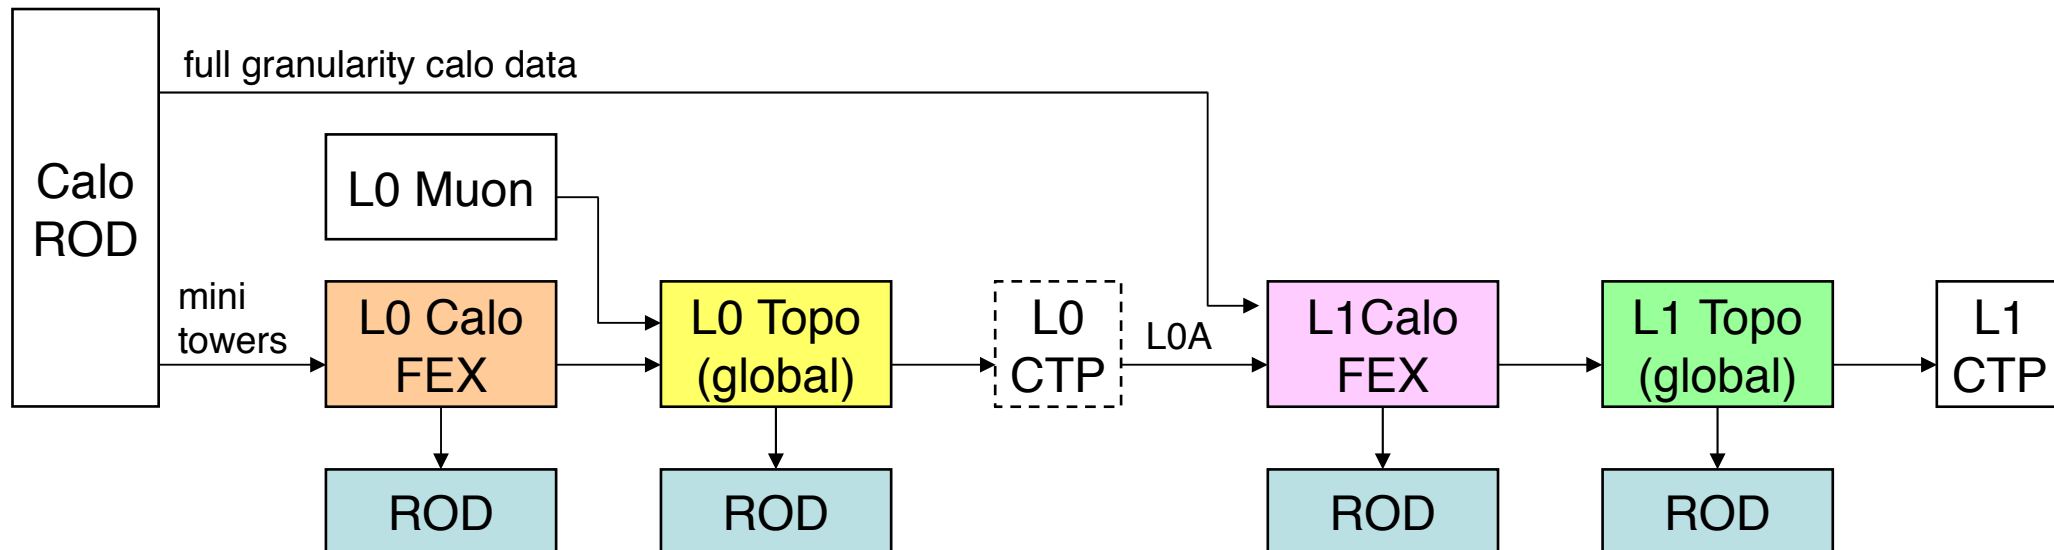 full granularity calo data
Calo
ROD
L0 Muon
mini
towers
L0 Calo
FEX
L0 Topo
(global)
L0
CTP
L0A
L1Calo
FEX
L1 Topo
(global)
L1
CTP
ROD
ROD
ROD
ROD